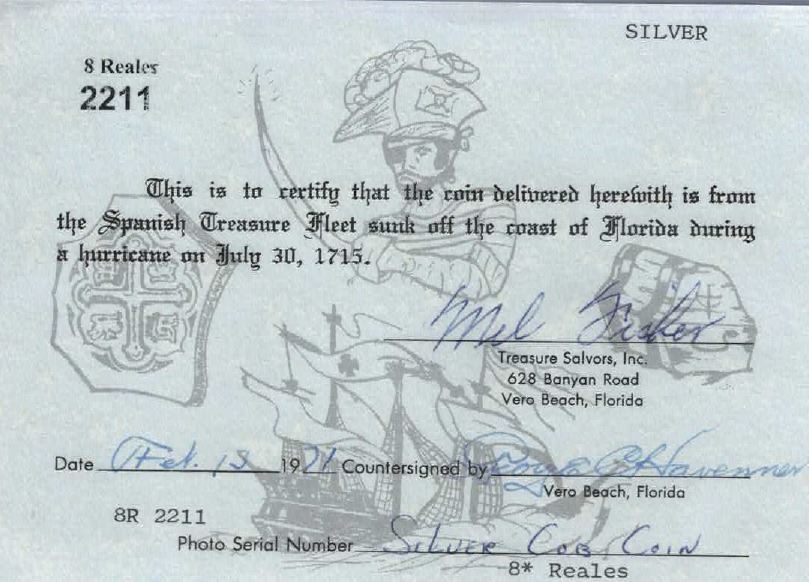 SILVER
8 Reales
2211
This is to certify that the coin delivered herewith is from
the Spanish Treasure Fleet sunk off the coast of Florida during
a hurricane on July 30, 1715.
Mel Fisher
Treasure Salvors, Inc.
628 Banyan Road
Vero Beach, Florida
Date Feb. 13 1971 Countersigned by
Vero Beach, Florida
8R 2211
Photo Serial Number Silver Cob Coin
8* Reales